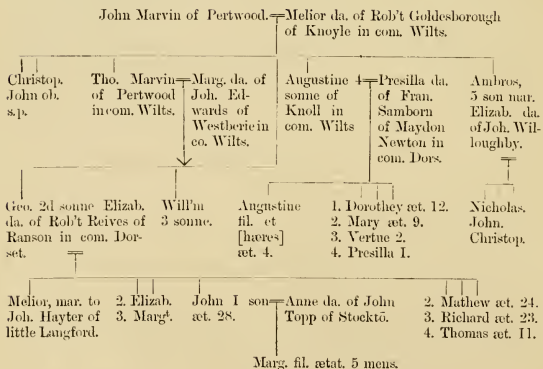 John Marvin of Pertwood.=Melior da. of Rob't Goldesborough
of Knoyle in com. Wilts.
Christop.
John ob.
s.p.
Tho. Marvin=Marg. da. of
of Pertwood Joh. Ed-
in com. Wilts. wards of
Westberie in
co. Wilts.
Augustine 4=Presilla da.
sonne of of Fran.
Knoll in Samborn
com. Wilts of Maydon
Newton in
com. Dors.
Ambros,
5 son mar.
Elizab. da.
of Joh. Wil-
loughby.
Geo. 2d sonne Elizab.
da. of Rob't Reives of
Ranson in com. Dor-
set.
Will'm
3 sonne.
Augustine
fil. et
[hæres]
æt. 4.
1. Dorothey æt. 12.
2. Mary æt. 9.
3. Vertue 2.
4. Presilla 1.
Nicholas.
John.
Christop.
Melior, mar. to
Joh. Hayter of
little Langford.
2. Elizab.
3. Margt.
John I son=Anne da. of John
æt. 28. Topp of Stocktō.
2. Mathew æt. 24.
3. Richard æt. 23.
4. Thomas æt. 11.
Marg. fil. ætat. 5 mens.